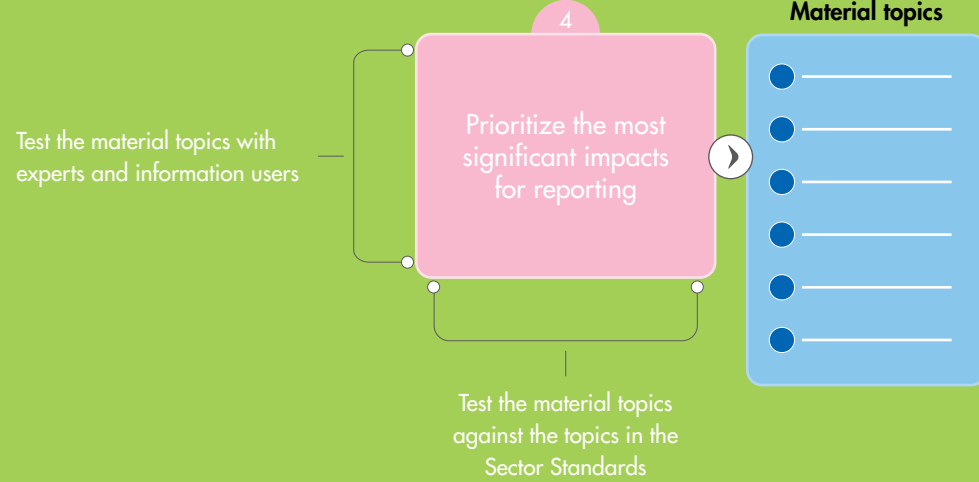 4
Material topics
Prioritize the most
significant impacts
for reporting
Test the material topics with
experts and information users
Test the material topics
against the topics in the
Sector Standards